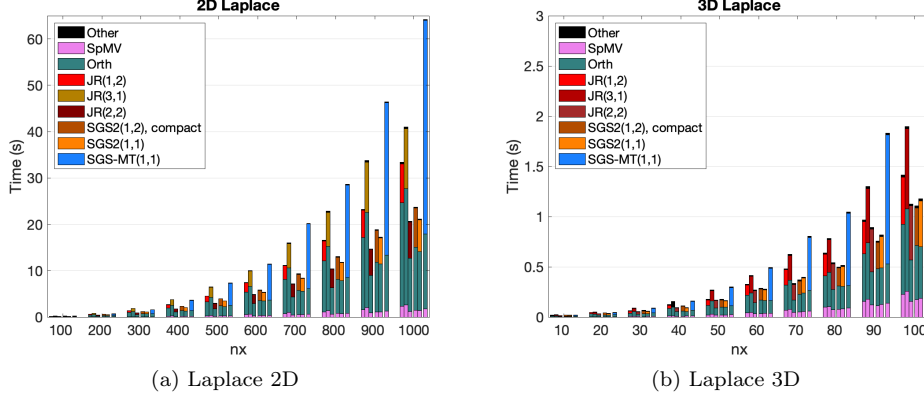 2D Laplace
60
50
40
30
20
10
0
Time (s)
Other
SpMV
Orth
JR(1,2)
JR(3,1)
JR(2,2)
SGS2(1,2), compact
SGS2(1,1)
SGS-MT(1,1)
100 200 300 400 500 600 700 800 900 1000
nx
(a) Laplace 2D
3D Laplace
3
2.5
2
1.5
1
0.5
0
Time (s)
Other
SpMV
Orth
JR(1,2)
JR(3,1)
JR(2,2)
SGS2(1,2), compact
SGS2(1,1)
SGS-MT(1,1)
10 20 30 40 50 60 70 80 90 100
nx
(b) Laplace 3D